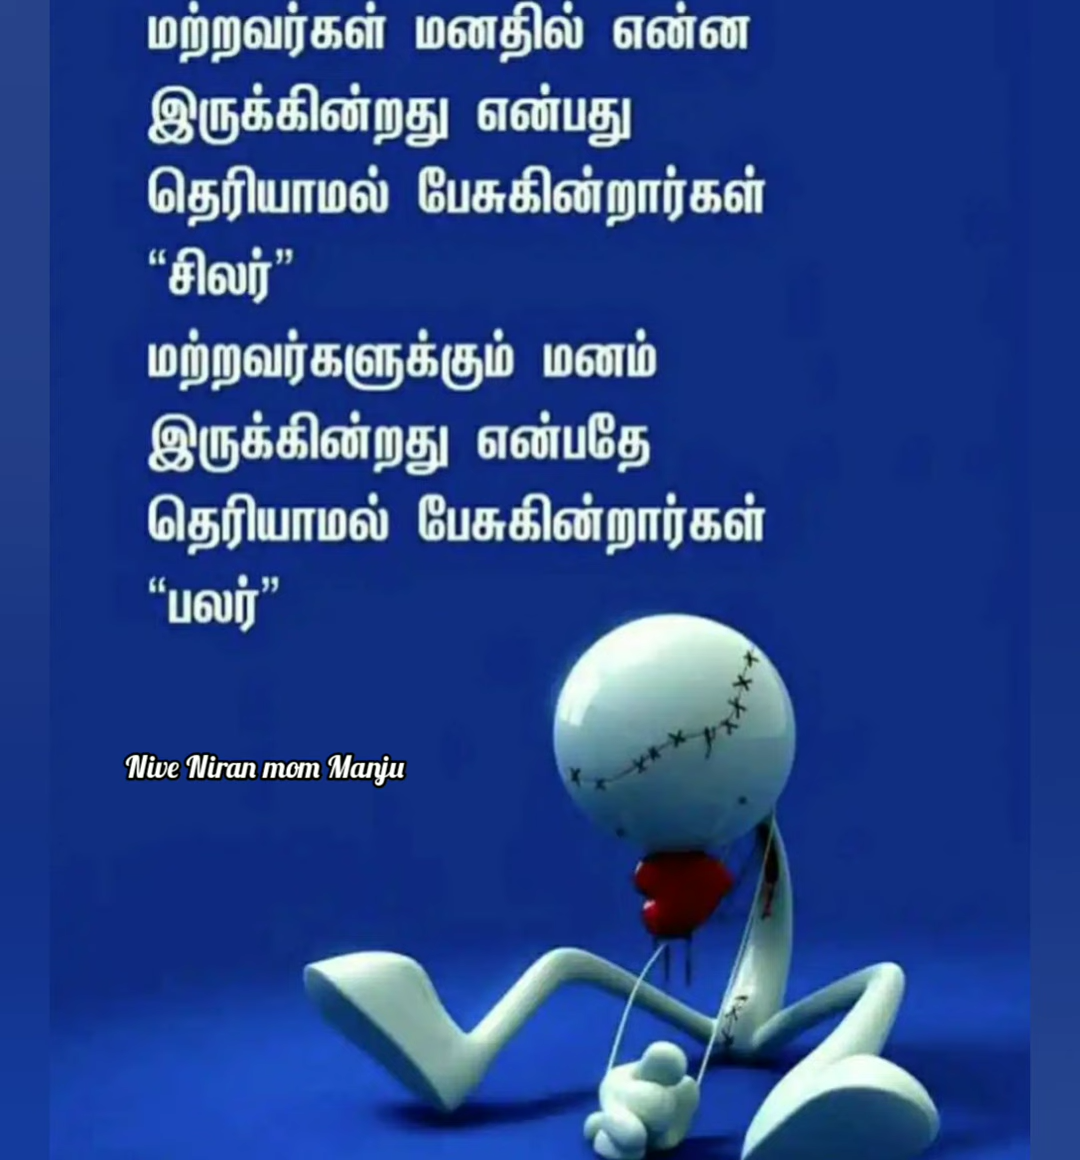 மற்றவர்கள் மனதில் என்ன
இருக்கின்றது என்பது
தெரியாமல் பேசுகின்றார்கள்
“சிலர்”
மற்றவர்களுக்கும் மனம்
இருக்கின்றது என்பதே
தெரியாமல் பேசுகின்றார்கள்
“பலர்”
Nive Niran mom Manju